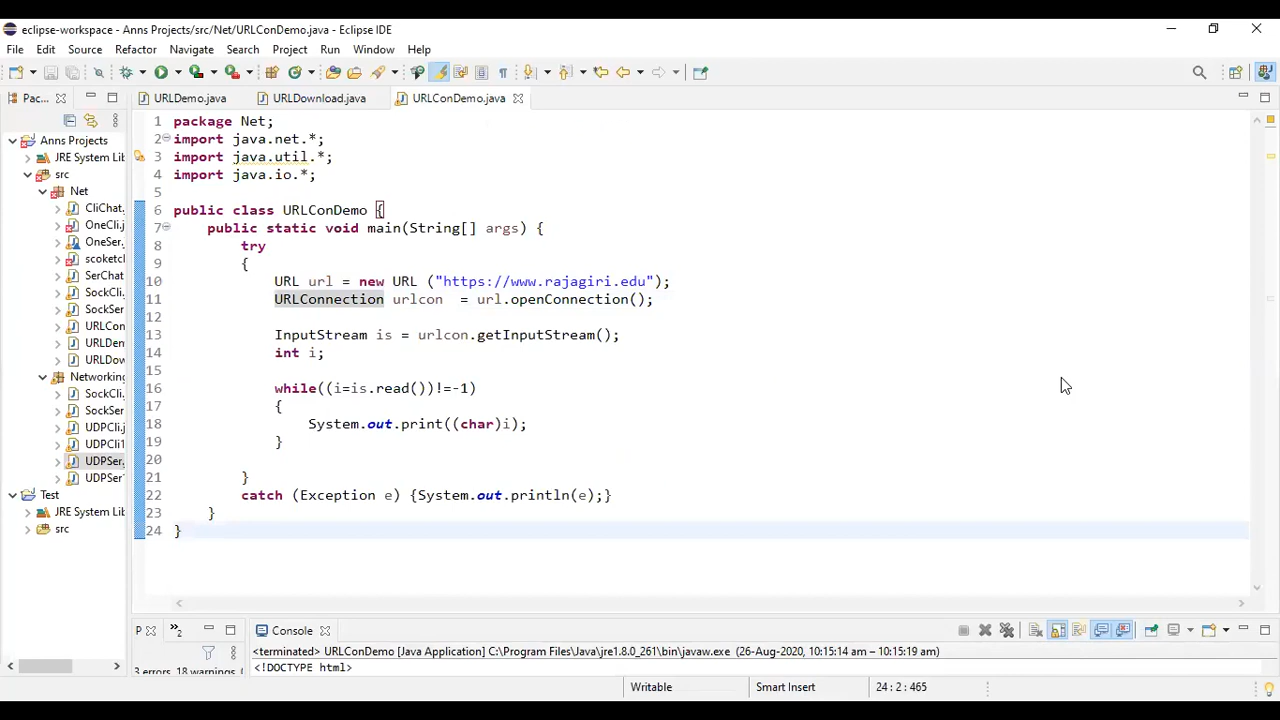 eclipse-workspace - Anns Projects/src/Net/URLConDemo.java - Eclipse IDE
File Edit Source Refactor Navigate Search Project Run Window Help
Pac...
URLDemo.java
URLDownload.java
URLConDemo.java
Anns Projects
JRE System Lib
src
Net
CliChat.
OneCli.j
OneSer.
scoketcl
SerChat
SockCli.
SockSer
URLCon
URLDen
URLDow
Networking
SockCli.
SockSer
UDPCli.j
UDPCli1
UDPSer.
UDPSer
Test
JRE System Lib
src
1 package Net;
2 import java.net.*;
3 import java.util.*;
4 import java.io.*;
5
6 public class URLConDemo {
7 public static void main(String[] args) {
8 try
9 {
10 URL url = new URL ("https://www.rajagiri.edu");
11 URLConnection urlcon = url.openConnection();
12
13 InputStream is = urlcon.getInputStream();
14 int i;
15
16 while((i=is.read())!=-1)
17 {
18 System.out.print((char)i);
19 }
20
21 }
22 catch (Exception e) {System.out.println(e);}
23 }
24 }
P
»2
3 errors, 18 warnings,
Console
<terminated> URLConDemo [Java Application] C:\Program Files\Java\jre1.8.0_261\bin\javaw.exe (26-Aug-2020, 10:15:14 am – 10:15:19 am)
<!DOCTYPE html>
Writable
Smart Insert
24 : 2 : 465